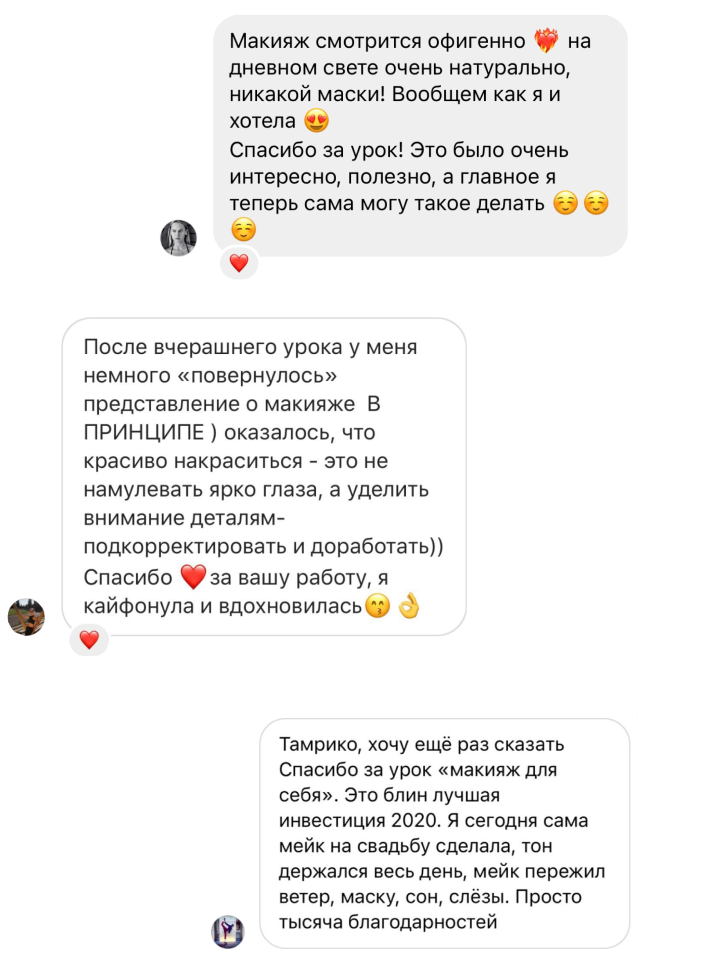 Макияж смотрится офигенно ❤️‍🔥 на
дневном свете очень натурально,
никакой маски! Вообщем как я и
хотела 😍
Спасибо за урок! Это было очень
интересно, полезно, а главное я
теперь сама могу такое делать ☺️☺️
☺️
❤️
После вчерашнего урока у меня
немного «повернулось»
представление о макияже  В
ПРИНЦИПЕ ) оказалось, что
красиво накраситься - это не
намулевать ярко глаза, а уделить
внимание деталям-
подкорректировать и доработать))
Спасибо ❤️за вашу работу, я
кайфонула и вдохновилась😙👌
❤️
Тамрико, хочу ещё раз сказать
Спасибо за урок «макияж для
себя». Это блин лучшая
инвестиция 2020. Я сегодня сама
мейк на свадьбу сделала, тон
держался весь день, мейк пережил
ветер, маску, сон, слёзы. Просто
тысяча благодарностей